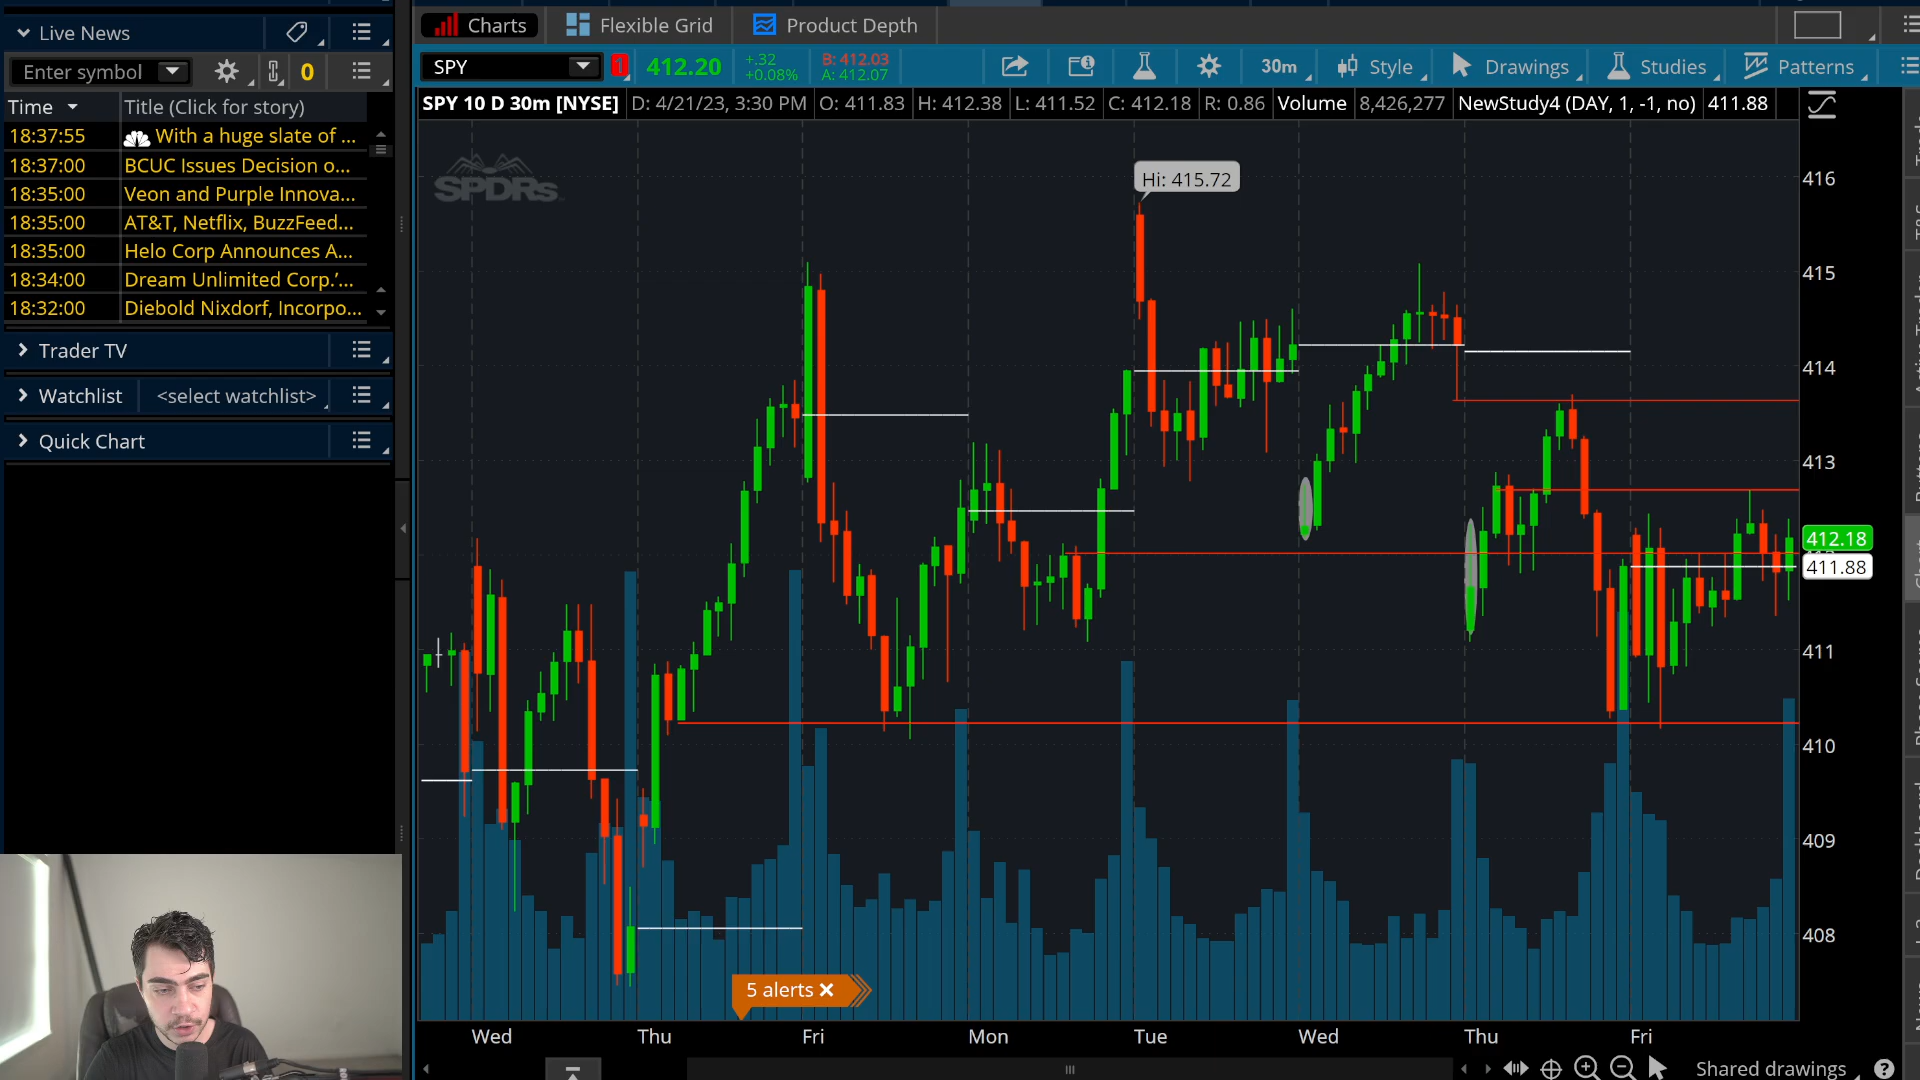 Live News
Enter symbol
0
Time
Title (Click for story)
18:37:55 With a huge slate of ...
18:37:00 BCUC Issues Decision o...
18:35:00 Veon and Purple Innova...
18:35:00 AT&T, Netflix, BuzzFeed...
18:35:00 Helo Corp Announces A...
18:34:00 Dream Unlimited Corp.'...
18:32:00 Diebold Nixdorf, Incorpo...
Trader TV
Watchlist <select watchlist>
Quick Chart
Charts Flexible Grid Product Depth
SPY 1 412.20 +.32 B: 412.03
+0.08% A: 412.07
30m Style Drawings Studies Patterns
SPY 10 D 30m [NYSE] D: 4/21/23, 3:30 PM O: 411.83 H: 412.38 L: 411.52 C: 412.18 R: 0.86 Volume 8,426,277 NewStudy4 (DAY, 1, -1, no) 411.88
SPDRs
Hi: 415.72
416
415
414
413
412.18
411.88
411
410
409
408
5 alerts
Wed Thu Fri Mon Tue Wed Thu Fri
Shared drawings